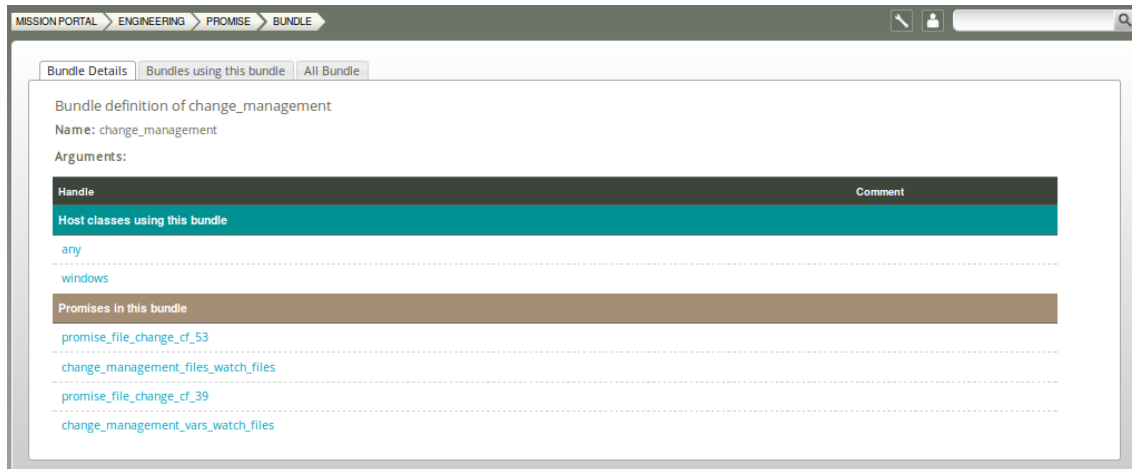 MISSION PORTAL ENGINEERING PROMISE BUNDLE
Bundle Details Bundles using this bundle All Bundle
Bundle definition of change_management
Name: change_management
Arguments:
Handle Comment
Host classes using this bundle
any
windows
Promises in this bundle
promise_file_change_cf_53
change_management_files_watch_files
promise_file_change_cf_39
change_management_vars_watch_files